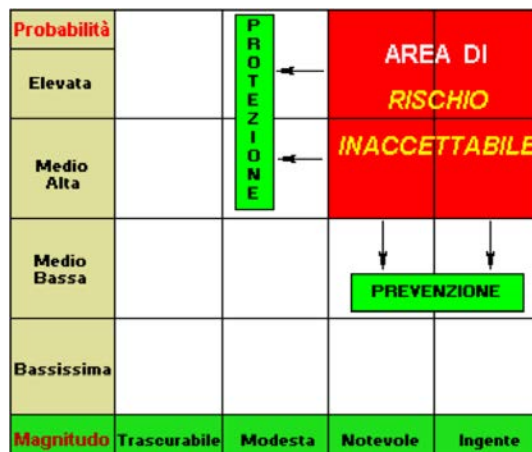 Probabilità
Elevata
Medio
Alta
Medio
Bassa
Bassissima
PROTEZIONE
AREA DI
RISCHIO
INACCETTABILE
PREVENZIONE
Magnitudo Trascurabile Modesta Notevole Ingente